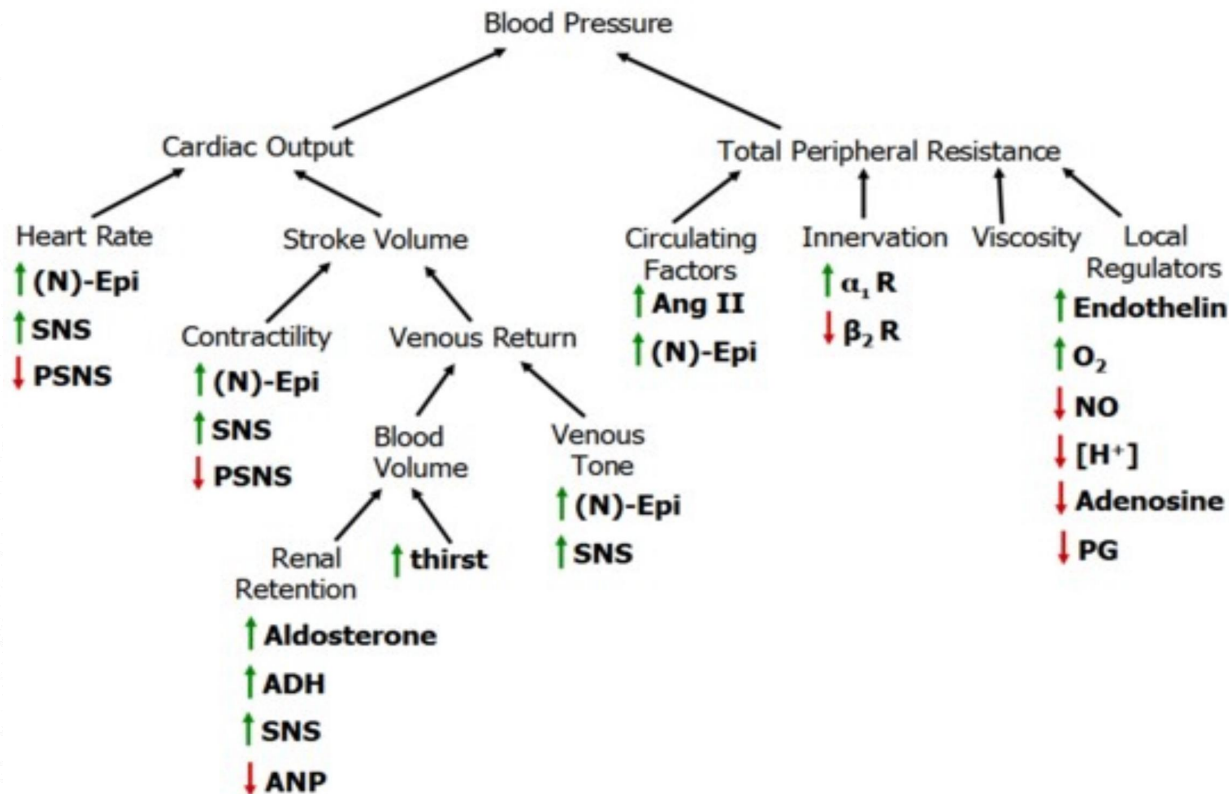 Blood Pressure
Cardiac Output
Total Peripheral Resistance
Heart Rate
↑ (N)-Epi
↑ SNS
↓ PSNS
Stroke Volume
Contractility
↑ (N)-Epi
↑ SNS
↓ PSNS
Venous Return
Blood
Volume
Renal
Retention
↑ Aldosterone
↑ ADH
↑ SNS
↓ ANP
↑ thirst
Venous
Tone
↑ (N)-Epi
↑ SNS
Circulating
Factors
↑ Ang II
↑ (N)-Epi
Innervation
↑ α₁ R
↓ β₂ R
Viscosity
Local
Regulators
↑ Endothelin
↑ O₂
↓ NO
↓ [H⁺]
↓ Adenosine
↓ PG